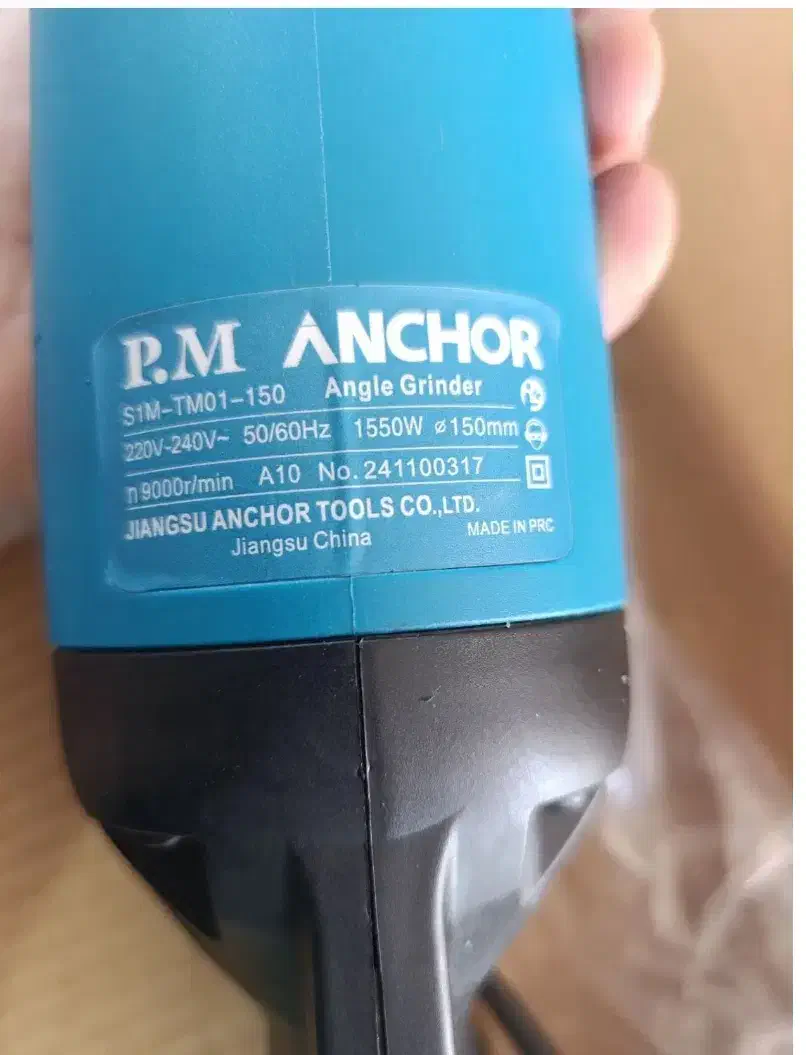 P.M ANCHOR
S1M-TM01-150 Angle Grinder
220V-240V~ 50/60Hz 1550W ⌀150mm
n 9000r/min A10 No. 241100317
JIANGSU ANCHOR TOOLS CO.,LTD.
Jiangsu China MADE IN PRC